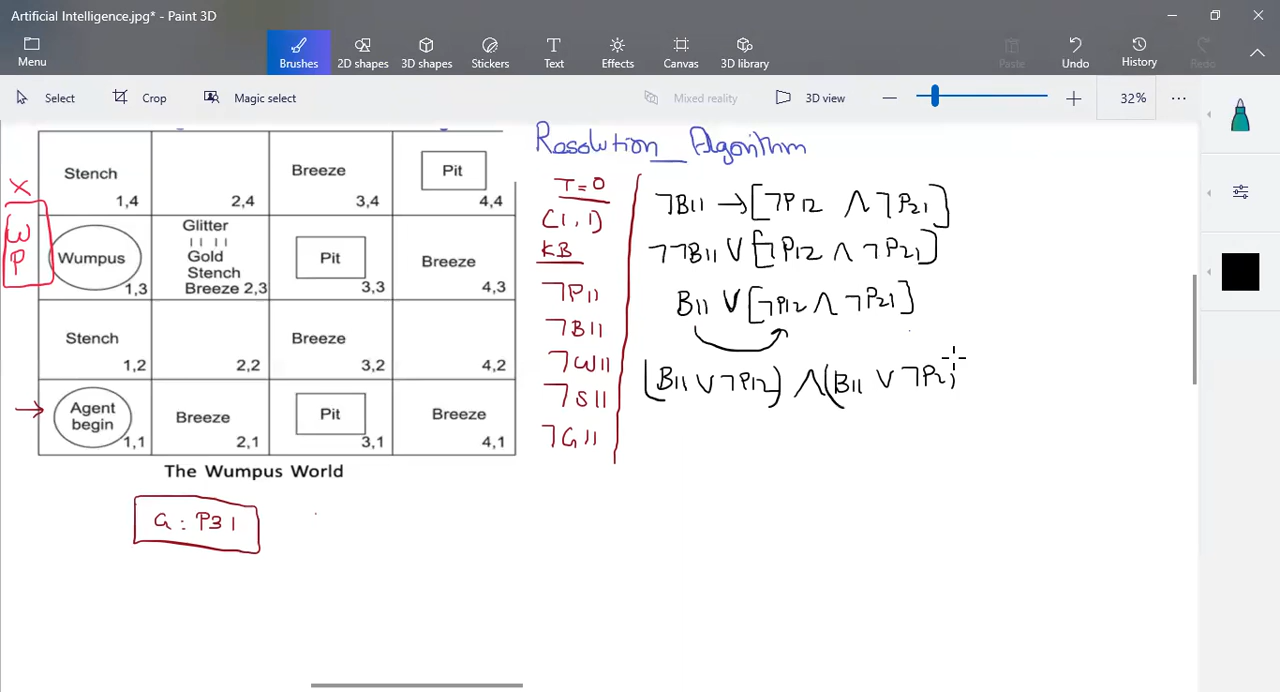 Artificial Intelligence.jpg* - Paint 3D
Menu
Brushes
2D shapes
3D shapes
Stickers
Text
Effects
Canvas
3D library
Paste
Undo
History
Redo
Select
Crop
Magic select
Mixed reality
3D view
32%
Stench
1,4
2,4
Breeze
3,4
Pit
4,4
X
W
P
Wumpus
1,3
Glitter
Gold
Stench
Breeze 2,3
Pit
3,3
Breeze
4,3
Stench
1,2
2,2
Breeze
3,2
4,2
Agent
begin
1,1
Breeze
2,1
Pit
3,1
Breeze
4,1
The Wumpus World
G : P31
Resolution Algorithm
T = 0
(1,1)
KB
¬P11
¬B11
¬W11
¬S11
¬G11
¬B11 → [¬P12 ∧ ¬P21]
¬¬B11 ∨ [¬P12 ∧ ¬P21]
B11 ∨ [¬P12 ∧ ¬P21]
(B11 ∨ ¬P12) ∧ (B11 ∨ ¬P21